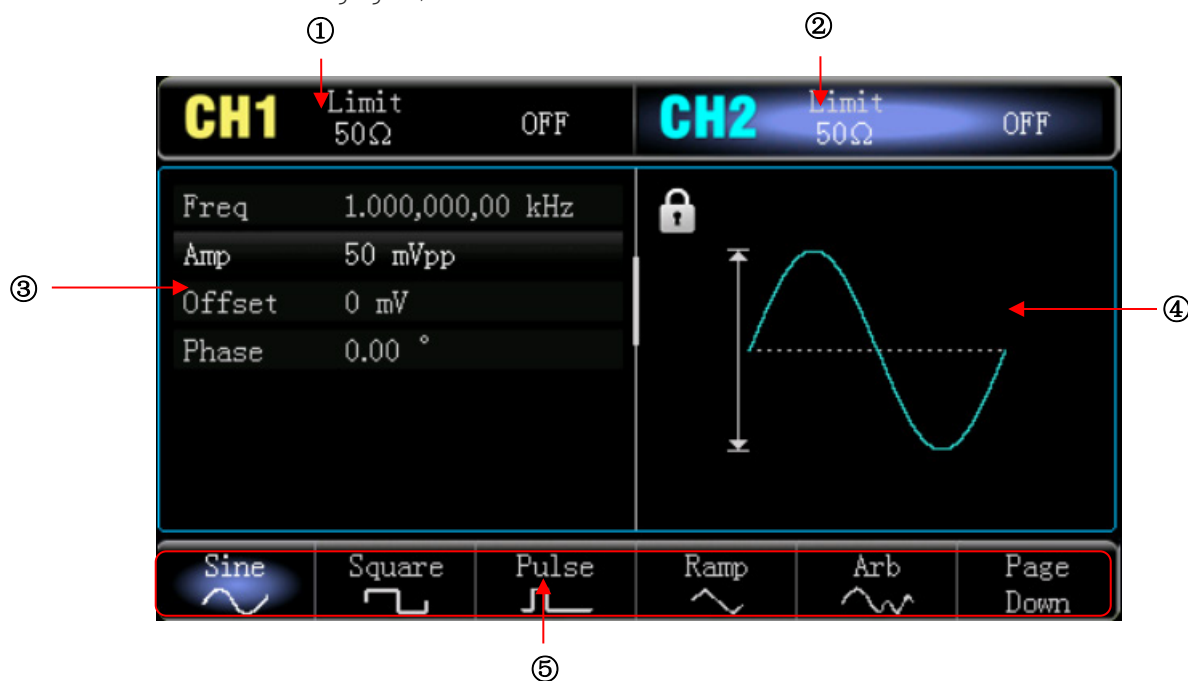 ① ②
CH1 Limit 50Ω OFF
CH2 Limit 50Ω OFF
Freq 1.000,000,00 kHz
Amp 50 mVpp
Offset 0 mV
Phase 0.00 °
③
④
Sine Square Pulse Ramp Arb Page Down
⑤